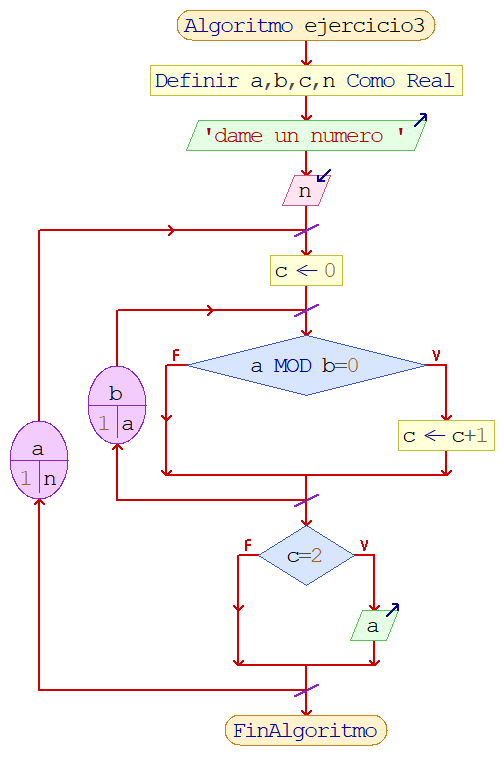 Algoritmo ejercicio3
Definir a,b,c,n Como Real
'dame un numero '
n
c ← 0
a MOD b=0
F
V
b
1 a
c ← c+1
a
1 n
c=2
F
V
a
FinAlgoritmo